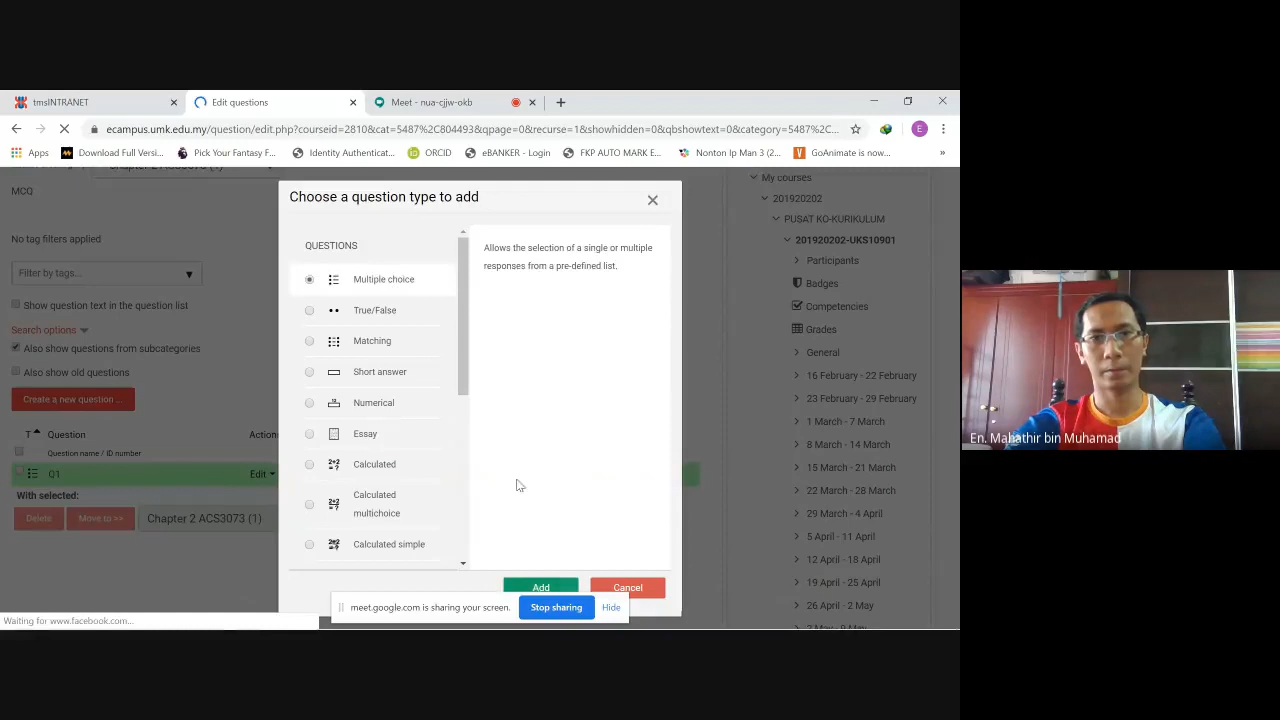 tmsINTRANET
Edit questions
Meet - nua-cjjw-okb
ecampus.umk.edu.my/question/edit.php?courseid=2810&cat=5487%2C804493&qpage=0&recurse=1&showhidden=0&qbshowtext=0&category=5487%2C...
E
Apps
Download Full Versi...
Pick Your Fantasy F...
Identity Authenticat...
ORCID
eBANKER - Login
FKP AUTO MARK E...
Nonton Ip Man 3 (2...
GoAnimate is now...
»
Chapter 2 ACS3073 (1)
MCQ
No tag filters applied
Filter by tags...
Show question text in the question list
Search options
Also show questions from subcategories
Also show old questions
Create a new question ...
T
Question
Actions
Question name / ID number
Q1
Edit
With selected:
Delete
Move to >>
Chapter 2 ACS3073 (1)
Waiting for www.facebook.com...
Choose a question type to add
QUESTIONS
Multiple choice
True/False
Matching
Short answer
Numerical
Essay
Calculated
Calculated
multichoice
Calculated simple
Allows the selection of a single or multiple
responses from a pre-defined list.
Add
Cancel
meet.google.com is sharing your screen.
Stop sharing
Hide
My courses
201920202
PUSAT KO-KURIKULUM
201920202-UKS10901
Participants
Badges
Competencies
Grades
General
16 February - 22 February
23 February - 29 February
1 March - 7 March
8 March - 14 March
15 March - 21 March
22 March - 28 March
29 March - 4 April
5 April - 11 April
12 April - 18 April
19 April - 25 April
26 April - 2 May
3 May - 9 May
En. Mahathir bin Muhamad